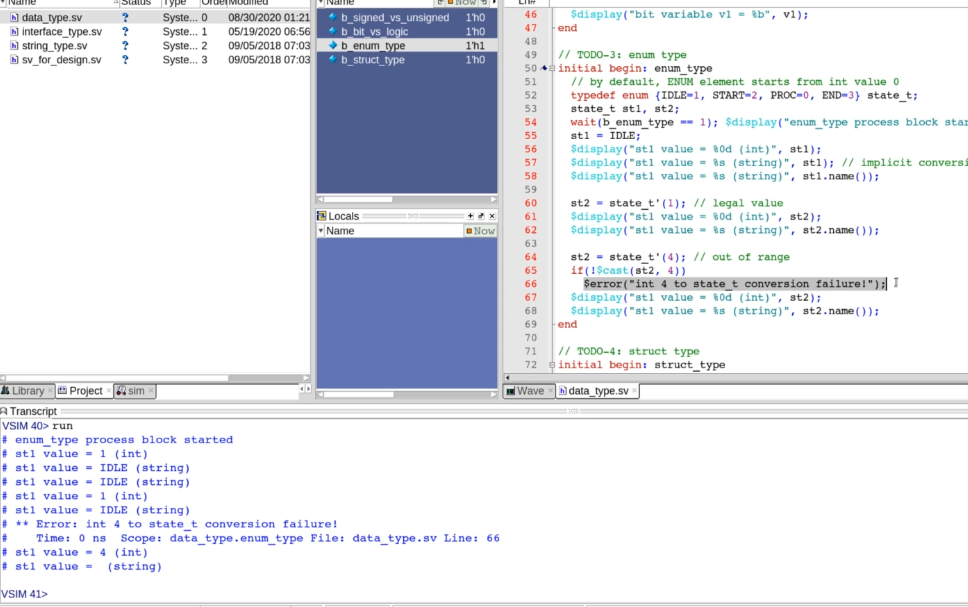 Name Status Type Order Modified
data_type.sv ? Syste... 0 08/30/2020 01:21
interface_type.sv ? Syste... 1 05/19/2020 06:56
string_type.sv ? Syste... 2 09/05/2018 07:03
sv_for_design.sv ? Syste... 3 09/05/2018 07:03
Library Project sim
Name Now
b_signed_vs_unsigned 1'h0
b_bit_vs_logic 1'h0
b_enum_type 1'h1
b_struct_type 1'h0
Locals
Name Now
Ln#
46 $display("bit variable v1 = %b", v1);
47 end
48
49 // TODO-3: enum type
50 initial begin: enum_type
51 // by default, ENUM element starts from int value 0
52 typedef enum {IDLE=1, START=2, PROC=0, END=3} state_t;
53 state_t st1, st2;
54 wait(b_enum_type == 1); $display("enum_type process block star
55 st1 = IDLE;
56 $display("st1 value = %0d (int)", st1);
57 $display("st1 value = %s (string)", st1); // implicit conversi
58 $display("st1 value = %s (string)", st1.name());
59
60 st2 = state_t'(1); // legal value
61 $display("st1 value = %0d (int)", st2);
62 $display("st1 value = %s (string)", st2.name());
63
64 st2 = state_t'(4); // out of range
65 if(!$cast(st2, 4))
66 $error("int 4 to state_t conversion failure!");
67 $display("st1 value = %0d (int)", st2);
68 $display("st1 value = %s (string)", st2.name());
69 end
70
71 // TODO-4: struct type
72 initial begin: struct_type
Wave data_type.sv
Transcript
VSIM 40> run
# enum_type process block started
# st1 value = 1 (int)
# st1 value = IDLE (string)
# st1 value = IDLE (string)
# st1 value = 1 (int)
# st1 value = IDLE (string)
# ** Error: int 4 to state_t conversion failure!
# Time: 0 ns Scope: data_type.enum_type File: data_type.sv Line: 66
# st1 value = 4 (int)
# st1 value = (string)
VSIM 41>